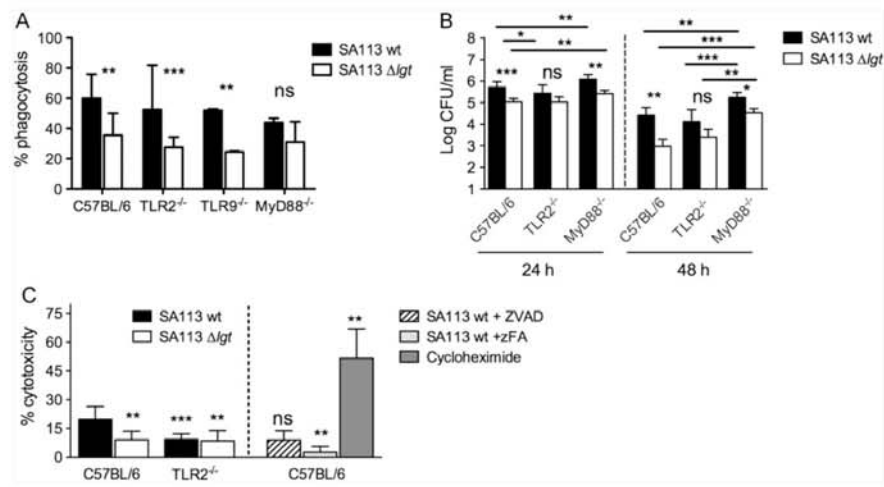 A
100
80
60
40
20
0
% phagocytosis
SA113 wt
SA113 Δlgt
**
***
**
ns
C57BL/6 TLR2-/- TLR9-/- MyD88-/-
B
8
7
6
5
4
3
2
1
Log CFU/ml
SA113 wt
SA113 Δlgt
**
*
**
***
ns
**
**
***
***
**
**
ns
*
C57BL/6 TLR2-/- MyD88-/- C57BL/6 TLR2-/- MyD88-/-
24 h 48 h
C
75
60
45
30
15
0
% cytotoxicity
SA113 wt
SA113 Δlgt
SA113 wt + ZVAD
SA113 wt +zFA
Cycloheximide
**
***
**
ns
**
**
C57BL/6 TLR2-/- C57BL/6